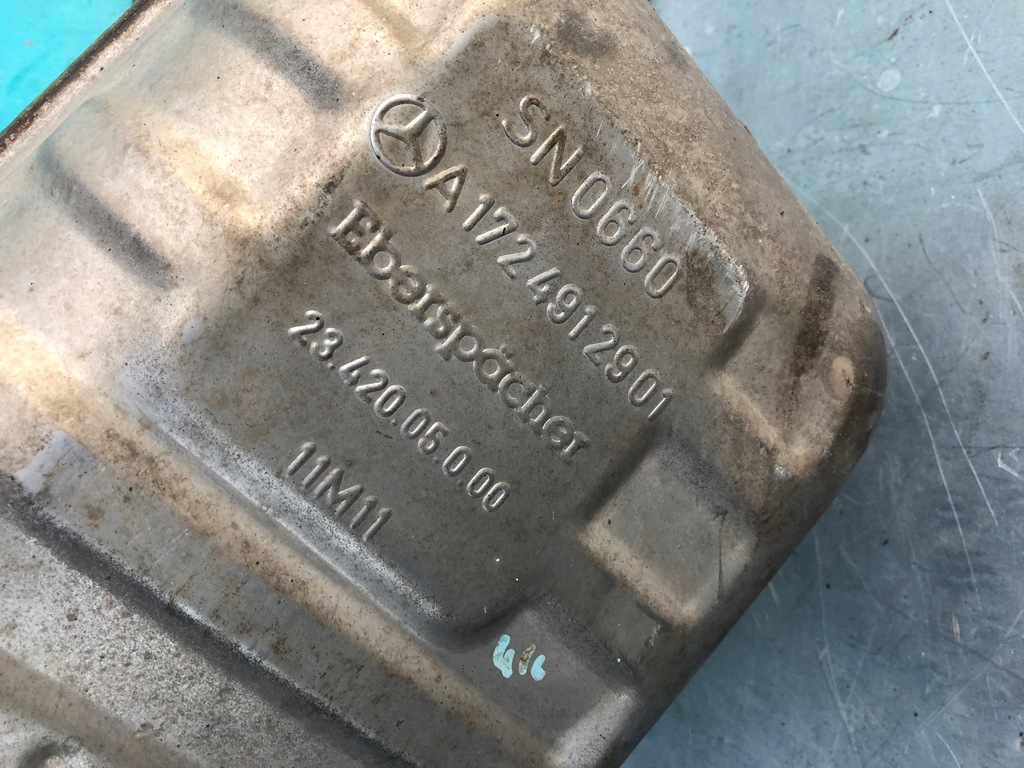 SN 0660
A 172 491 29 01
Eberspächer
23.420.05.0.00
11M11